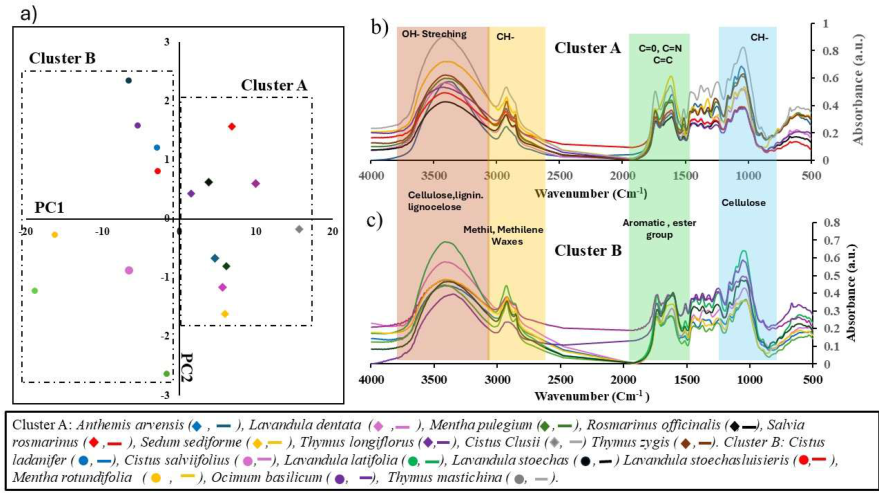 a)
3
2
1
0
-1
-2
-3
-20
-10
0
10
20
Cluster B
Cluster A
PC1
PC2
b)
OH- Streching
CH-
Cluster A
C=0, C=N
C=C
CH-
1
0.8
0.6
0.4
0.2
0
Absorbance (a.u.)
4000 3500 3000 2500 2000 1500 1000 500
Wavenumber (Cm-1)
c)
Cellulose,lignin.
lignocelose
Methil, Methilene
Waxes
Cluster B
Aromatic , ester
group
Cellulose
0.8
0.7
0.6
0.5
0.4
0.3
0.2
0.1
0
Absorbance (a.u.)
4000 3500 3000 2500 2000 1500 1000 500
Wavenumber (Cm-1)
Cluster A: Anthemis arvensis ( , ), Lavandula dentata ( , ), Mentha pulegium ( , ), Rosmarinus officinalis ( , ), Salvia
rosmarinus ( , ), Sedum sediforme ( , ), Thymus longiflorus ( , ), Cistus Clusii ( , ) Thymus zygis ( , ). Cluster B: Cistus
ladanifer ( , ), Cistus salviifolius ( , ), Lavandula latifolia ( , ), Lavandula stoechas ( , ) Lavandula stoechasluisieris ( , ),
Mentha rotundifolia ( , ), Ocimum basilicum ( , ), Thymus mastichina ( , ).